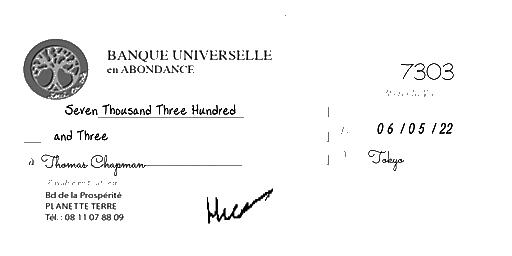 BANQUE UNIVERSELLE
en ABONDANCE
7303
Seven Thousand Three Hundred
and Three
06/05/22
à Thomas Chapman
Tokyo
Bd de la Prospérité
PLANETTE TERRE
Tél. : 08 11 07 88 09